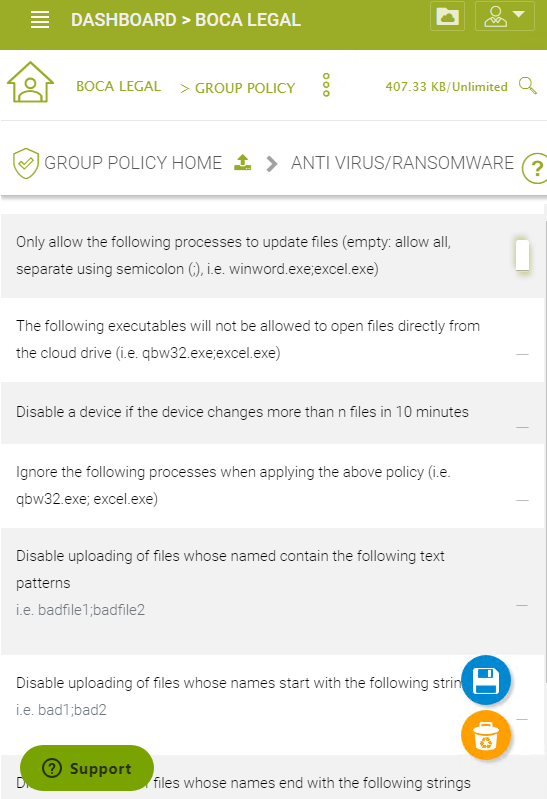 DASHBOARD > BOCA LEGAL
BOCA LEGAL > GROUP POLICY 407.33 KB/Unlimited
GROUP POLICY HOME > ANTI VIRUS/RANSOMWARE ?
Only allow the following processes to update files (empty: allow all,
separate using semicolon (;), i.e. winword.exe;excel.exe)
The following executables will not be allowed to open files directly from
the cloud drive (i.e. qbw32.exe;excel.exe)
Disable a device if the device changes more than n files in 10 minutes
Ignore the following processes when applying the above policy (i.e.
qbw32.exe; excel.exe)
Disable uploading of files whose named contain the following text
patterns
i.e. badfile1;badfile2
Disable uploading of files whose names start with the following strin
i.e. bad1;bad2
? Support
files whose names end with the following strings